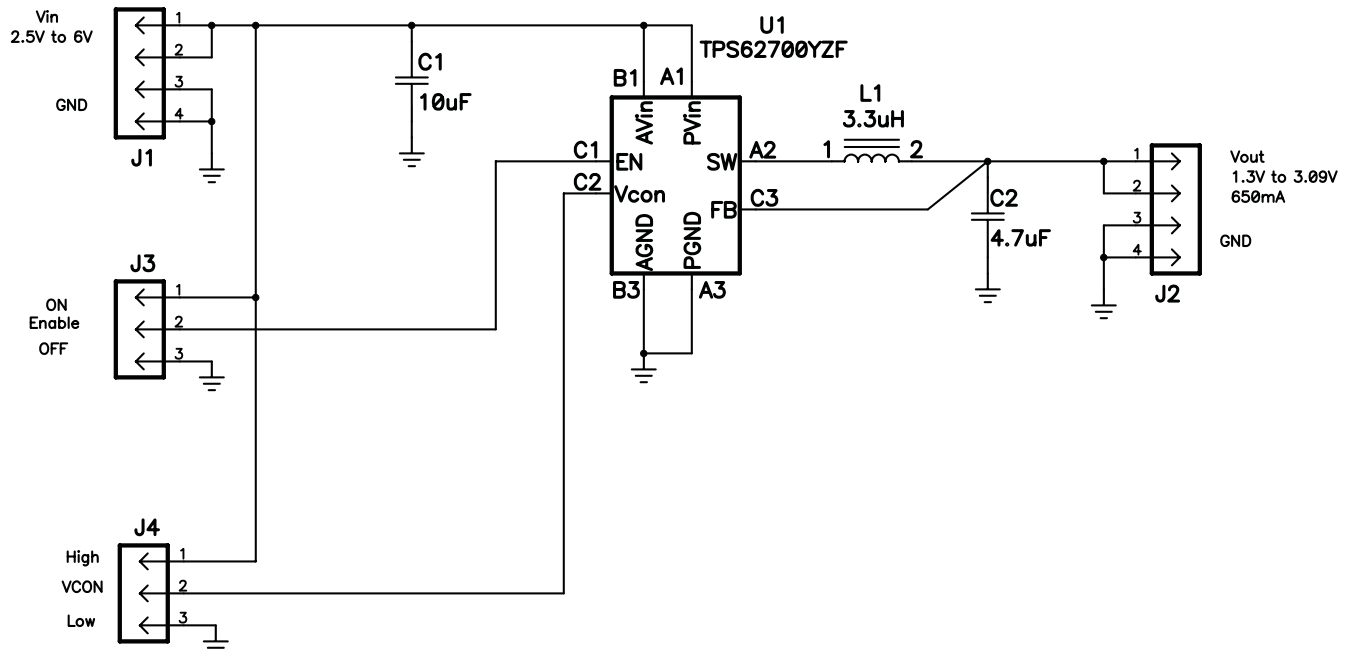 Vin
2.5V to 6V
GND
1
2
3
4
J1
C1
10uF
U1
TPS62700YZF
B1
A1
AVin
PVin
C1
EN
C2
Vcon
SW
A2
FB
C3
AGND
PGND
B3
A3
L1
3.3uH
1
2
C2
4.7uF
1
2
3
4
J2
Vout
1.3V to 3.09V
650mA
GND
J3
ON
Enable
OFF
1
2
3
J4
High
VCON
Low
1
2
3